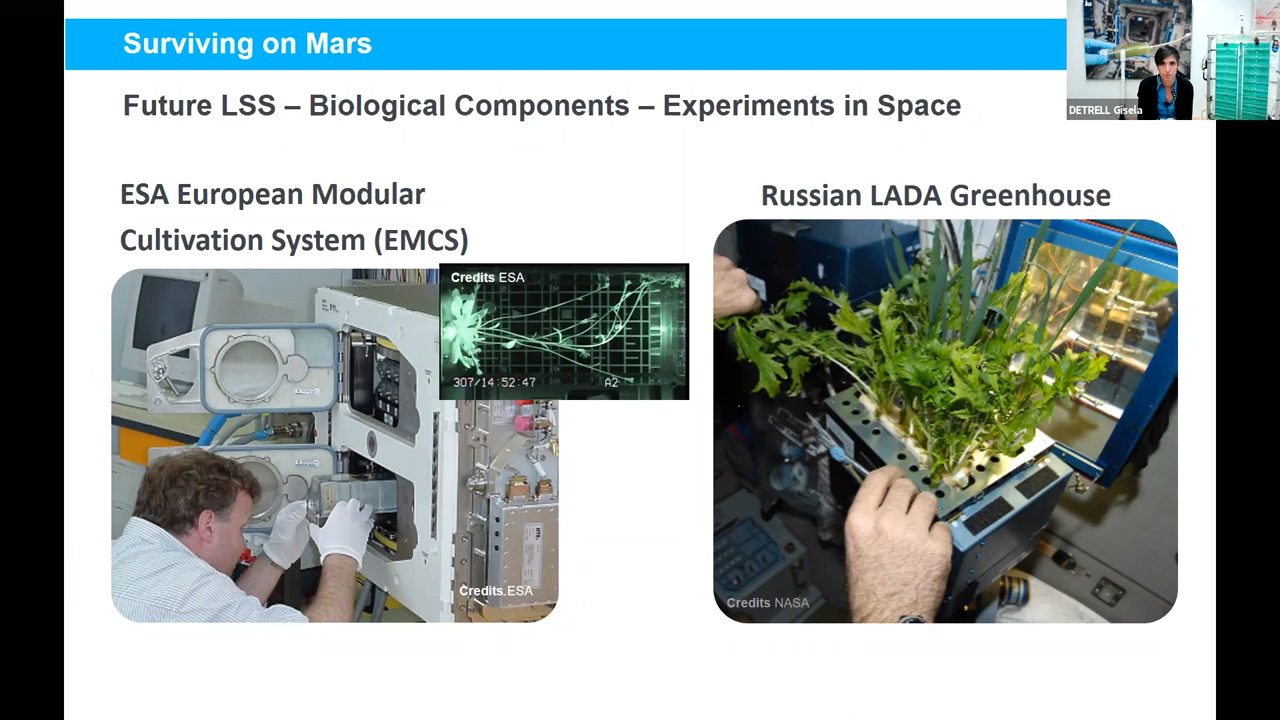 Surviving on Mars
DETRELL Gisela
Future LSS – Biological Components – Experiments in Space
ESA European Modular
Cultivation System (EMCS)
Russian LADA Greenhouse
Credits ESA
307/14:52:47 A2
Credits ESA
Credits NASA